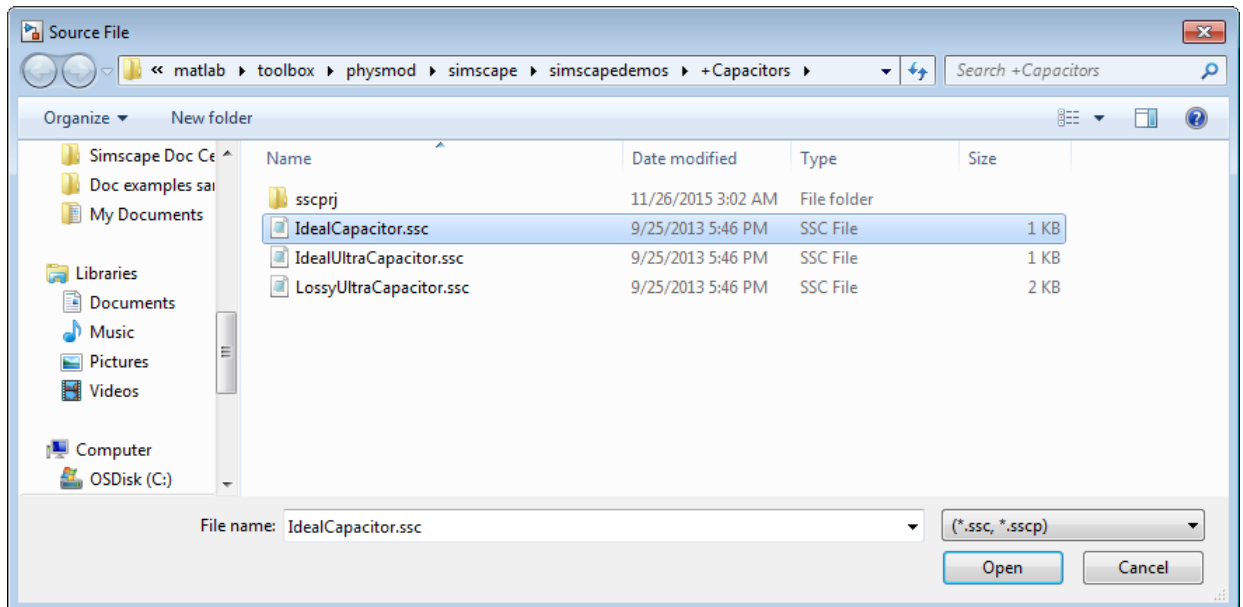 Source File
« matlab ▸ toolbox ▸ physmod ▸ simscape ▸ simscapedemos ▸ +Capacitors ▸ Search +Capacitors
Organize ▾ New folder
Simscape Doc Ce
Doc examples sar
My Documents
Libraries
Documents
Music
Pictures
Videos
Computer
OSDisk (C:)
Name Date modified Type Size
sscprj 11/26/2015 3:02 AM File folder
IdealCapacitor.ssc 9/25/2013 5:46 PM SSC File 1 KB
IdealUltraCapacitor.ssc 9/25/2013 5:46 PM SSC File 1 KB
LossyUltraCapacitor.ssc 9/25/2013 5:46 PM SSC File 2 KB
File name: IdealCapacitor.ssc (*.ssc, *.sscp)
Open Cancel